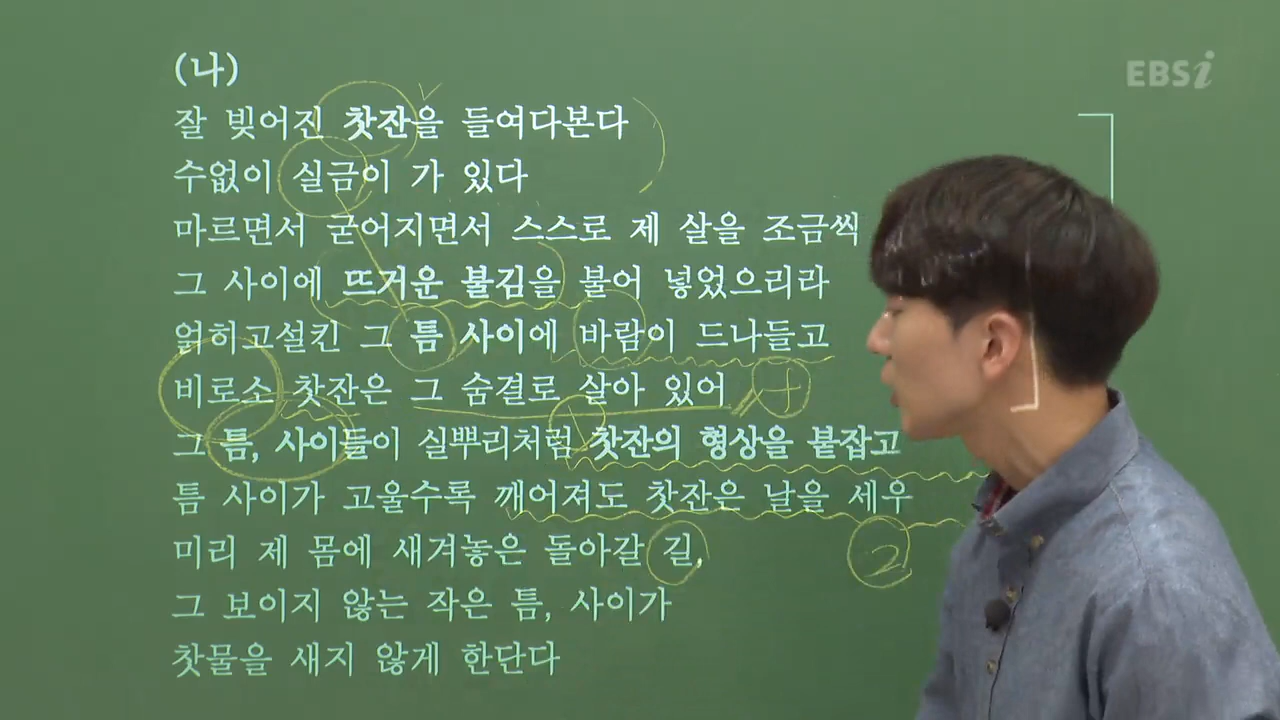 (나)
EBSi
잘 빚어진 찻잔을 들여다본다
수없이 실금이 가 있다
마르면서 굳어지면서 스스로 제 살을 조금씩
그 사이에 뜨거운 불김을 불어 넣었으리라
얽히고설킨 그 틈 사이에 바람이 드나들고
비로소 찻잔은 그 숨결로 살아 있어
+
1
그 틈, 사이들이 실뿌리처럼 찻잔의 형상을 붙잡고
틈 사이가 고울수록 깨어져도 찻잔은 날을 세우
미리 제 몸에 새겨놓은 돌아갈 길,
2
그 보이지 않는 작은 틈, 사이가
찻물을 새지 않게 한단다